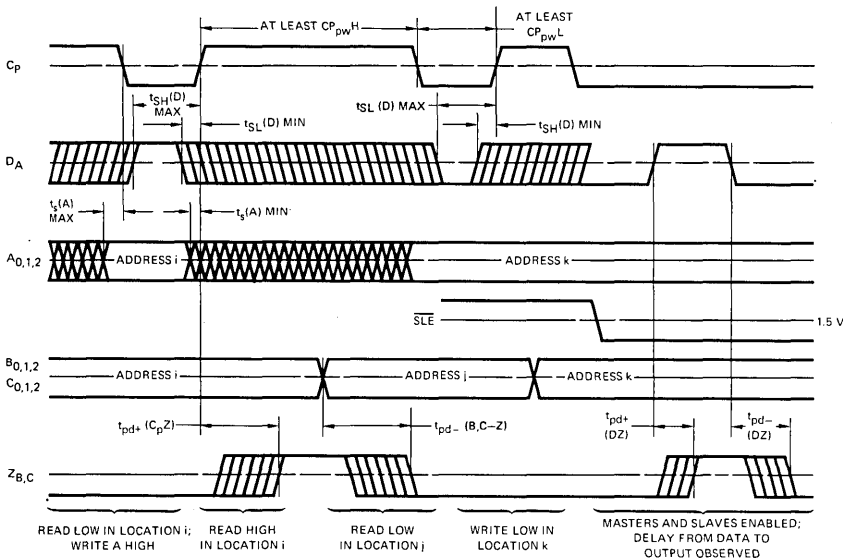 AT LEAST CPpwH
AT LEAST
CPpwL
CP
tSH(D)
MAX
tSL(D) MIN
tSL(D) MAX
tSH(D) MIN
DA
ts(A)
MAX
ts(A) MIN
A0,1,2
ADDRESS i
ADDRESS k
SLE
1.5 V
B0,1,2
C0,1,2
ADDRESS i
ADDRESS j
ADDRESS k
tpd+ (CpZ)
tpd− (B,C−Z)
tpd+
(DZ)
tpd−
(DZ)
ZB,C
READ LOW IN LOCATION i;
WRITE A HIGH
READ HIGH
IN LOCATION i
READ LOW
IN LOCATION j
WRITE LOW IN
LOCATION k
MASTERS AND SLAVES ENABLED;
DELAY FROM DATA TO
OUTPUT OBSERVED